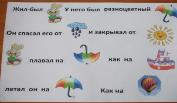 Жил-был У него был разноцветный
Он спасал его от и закрывал от
плавал на как на
летал он на как на